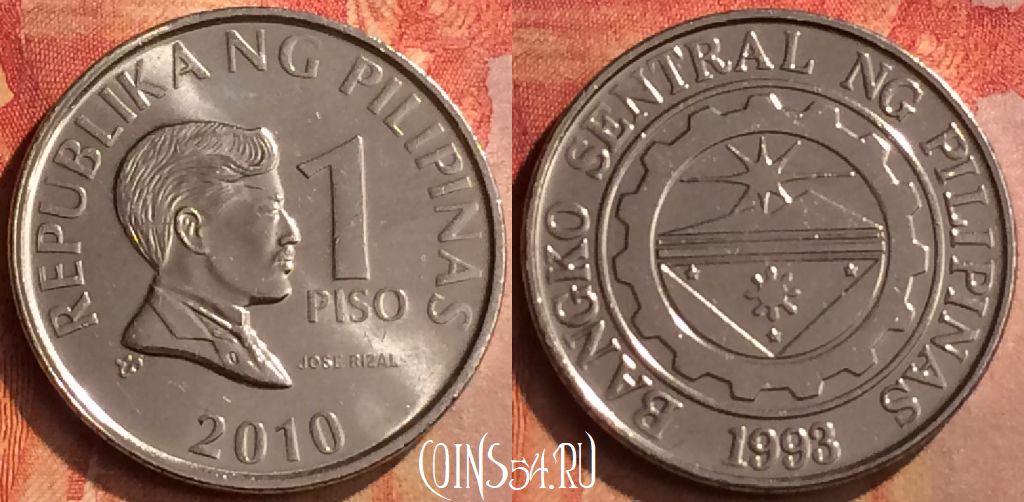 REPUBLIKA NG PILIPINAS
1
PISO
JOSE RIZAL
2010
BANGKO SENTRAL NG PILIPINAS
1993
COINS54.RU